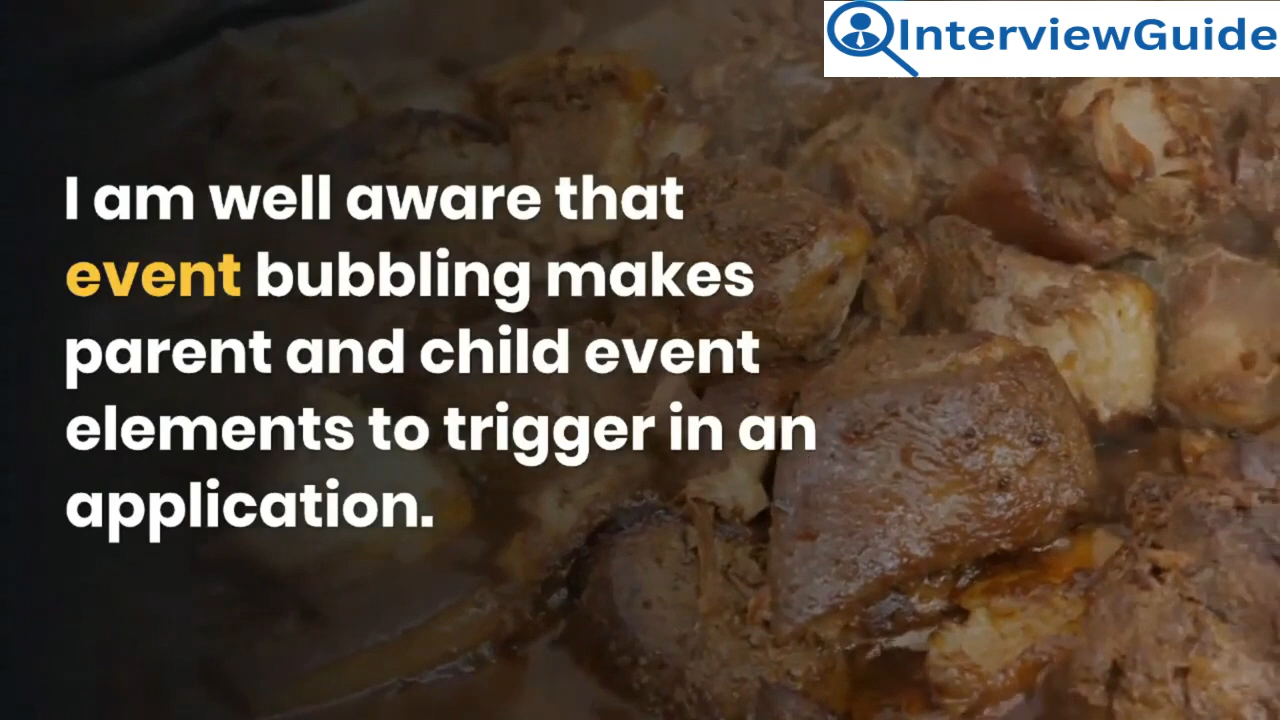 InterviewGuide
I am well aware that
event bubbling makes
parent and child event
elements to trigger in an
application.